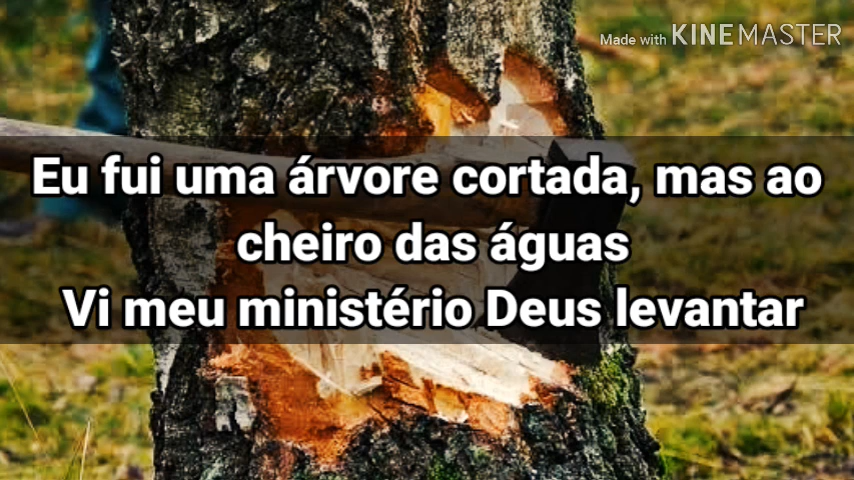 Made with KINEMASTER
Eu fui uma árvore cortada, mas ao
cheiro das águas
Vi meu ministério Deus levantar